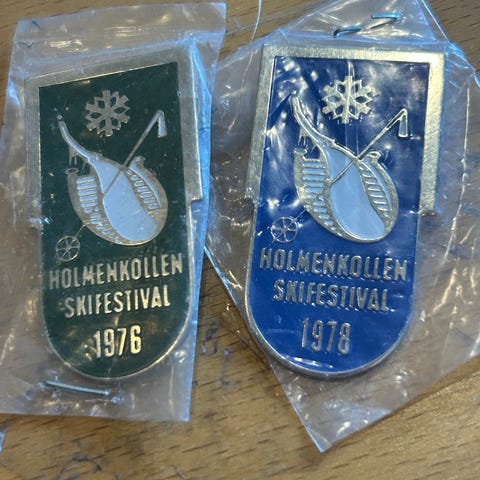 HOLMENKOLLEN
SKIFESTIVAL
1976
HOLMENKOLLEN
SKIFESTIVAL
1978